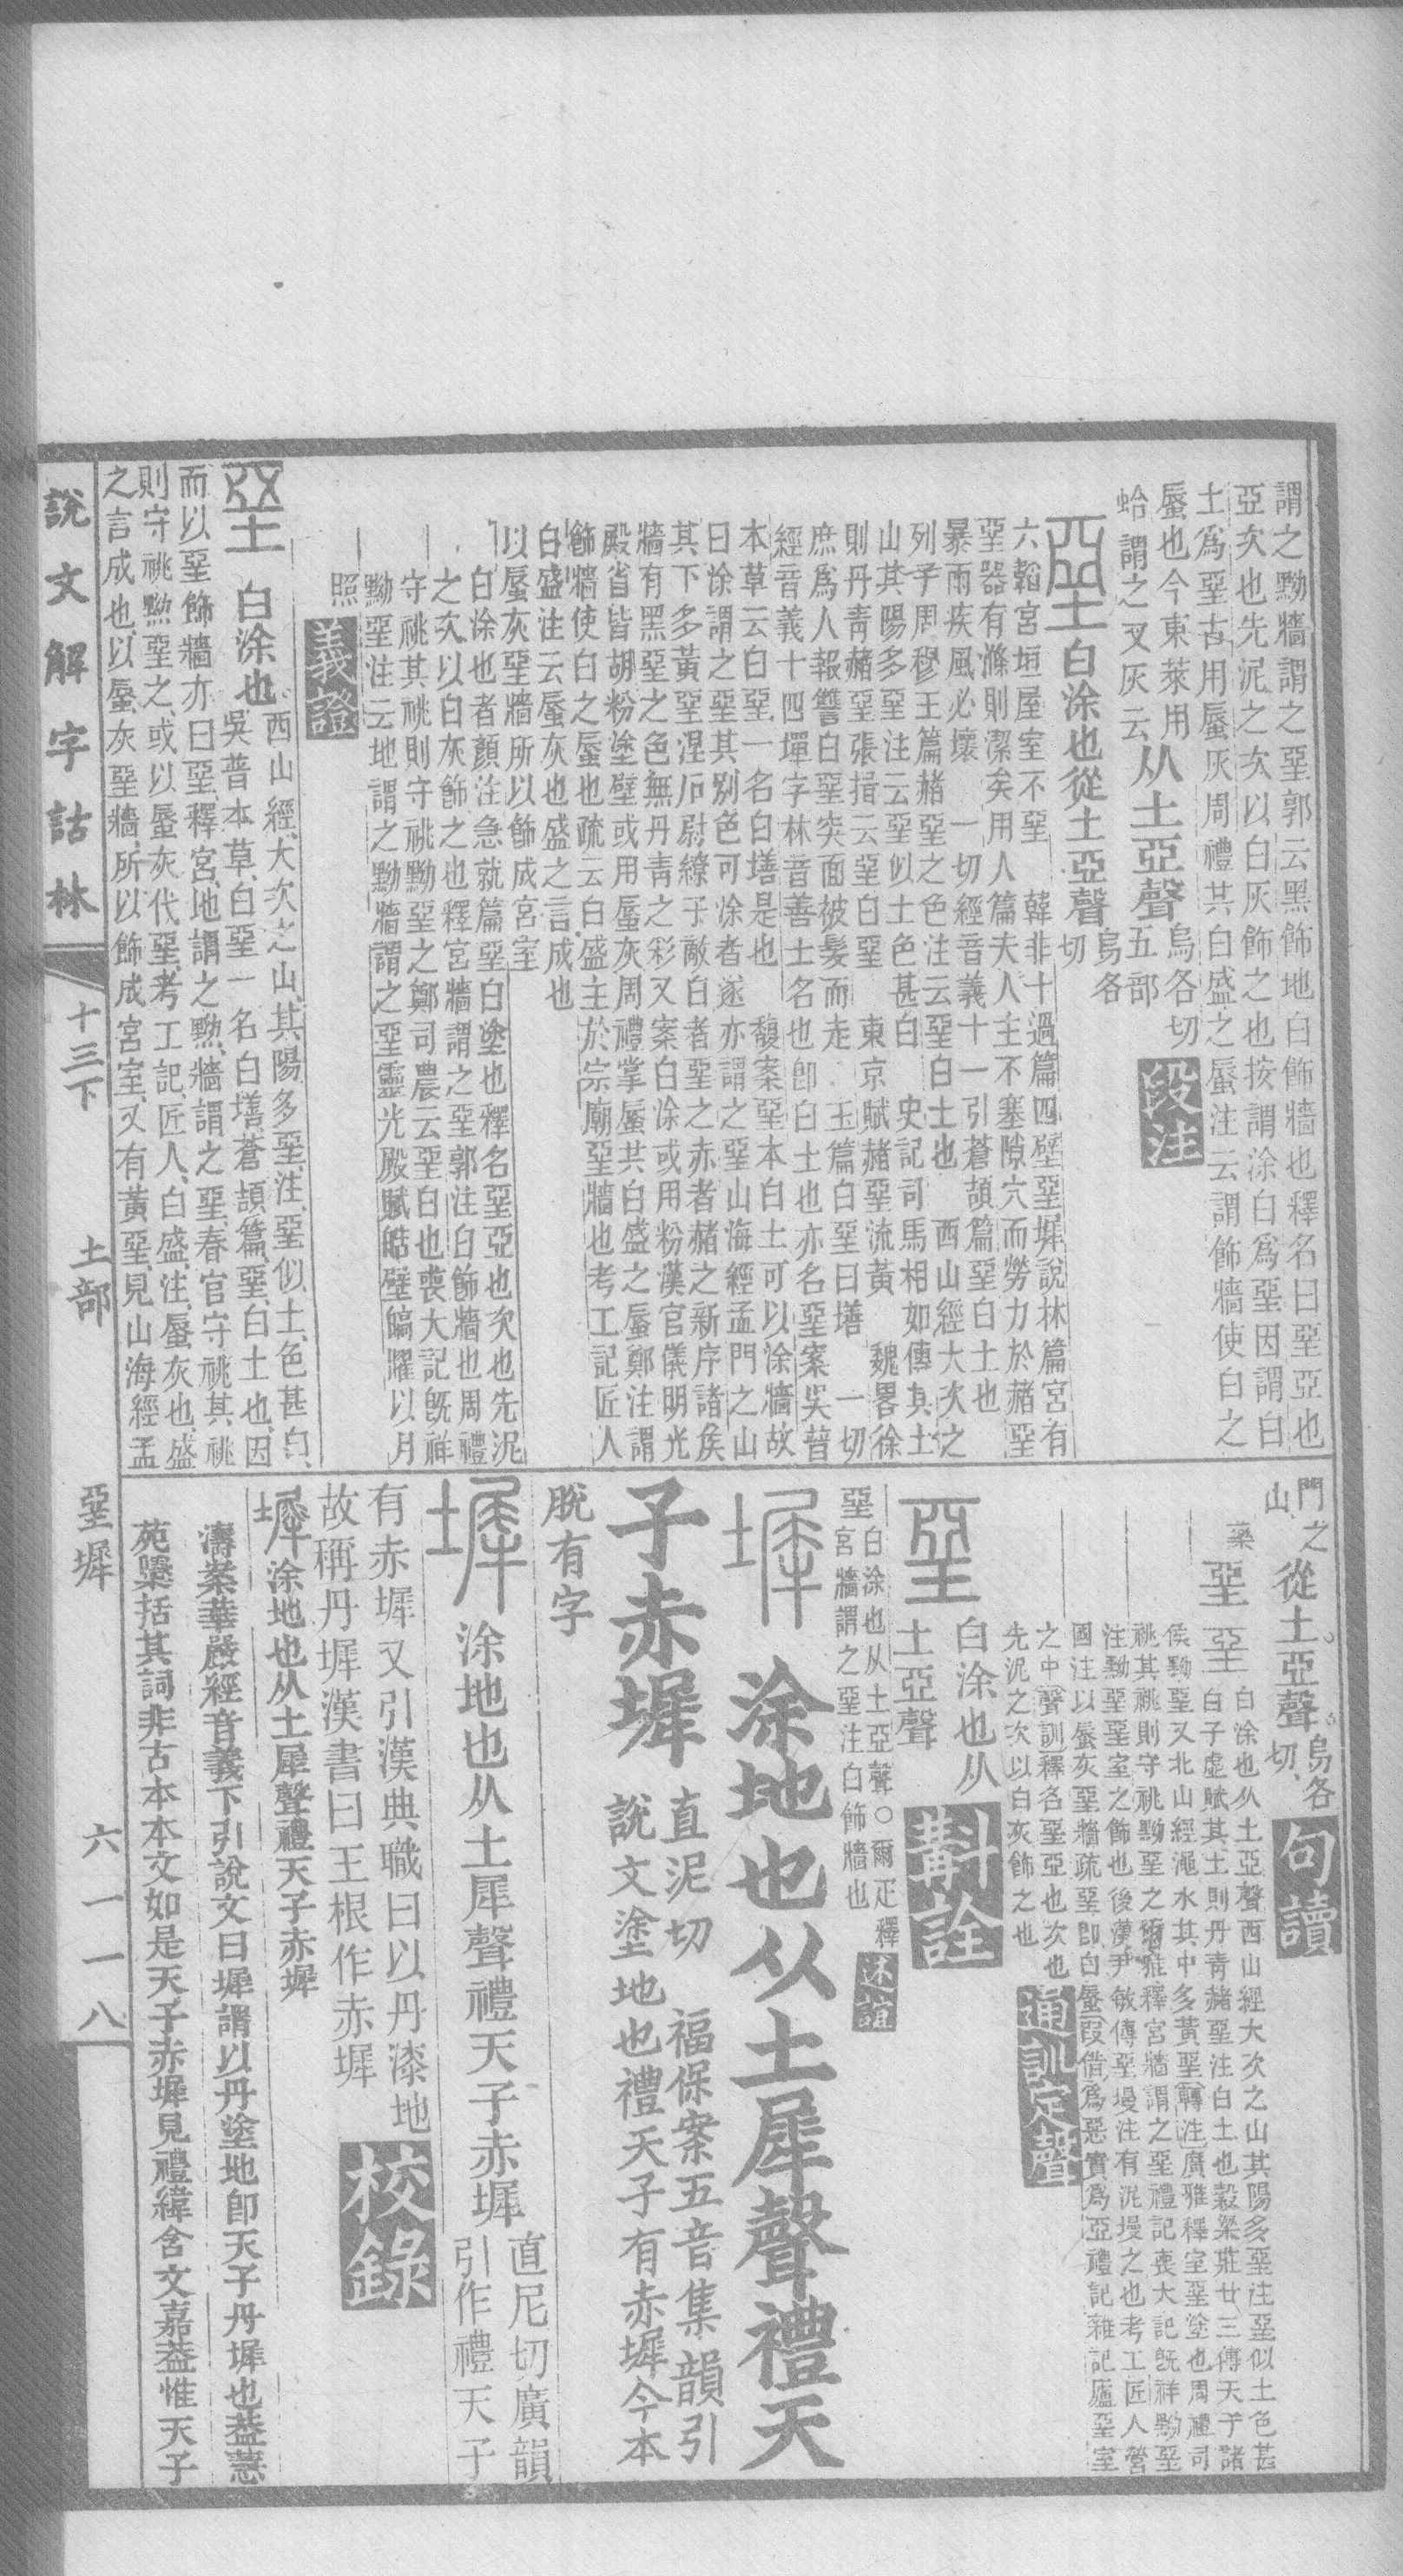 謂之黝牆謂之堊郭云黑飾地白飾牆也釋名曰堊亞也
亞次也先泥之次以白灰飾之也按謂涂白爲堊因謂白
土爲堊古用蜃灰周禮其白盛之蜃注云謂飾牆使白之
蜃也今東萊用
蛤謂之叉灰云
从土亞聲
烏各切
五部
段注
堊
白涂也從土亞聲
烏各
切
六韜宮垣屋室不堊 韓非十過篇四壁堊墀說林篇宮有
堊器有滌則潔矣用人篇夫人主不塞隙穴而勞力於赭堊
暴雨疾風必壞 一切經音義十一引蒼頡篇堊白土也
列子周穆王篇赭堊之色注云堊白土也 西山經大次之
山其陽多堊注云堊似土色甚白 史記司馬相如傳其土
則丹青赭堊張揖云堊白堊 東京賦赭堊流黃 魏畧徐
庶爲人報讐白堊突面被髮而走 玉篇白堊曰墡 一切
經音義十四墠字林音善土名也卽白土也亦名堊案吳普
本草云白堊一名白墡是也 馥案堊本白土可以涂牆故
曰涂謂之堊其別色可涂者遂亦謂之堊山海經孟門之山
其下多黃堊涅石尉繚子敵白者堊之赤者赭之新序諸侯
牆有黑堊之色無丹青之彩又案白涂或用粉漢官儀明光
殿省皆胡粉塗壁或用蜃灰周禮掌蜃共白盛之蜃鄭注謂
飾牆使白之蜃也疏云白盛主於宗廟堊牆也考工記匠人
白盛注云蜃灰也盛之言成也
以蜃灰堊牆所以飾成宮室
白涂也者顏注急就篇堊白塗也釋名堊亞也次也先泥
之次以白灰飾之也釋宮牆謂之堊郭注白飾牆也周禮
守祧其祧則守祧黝堊之鄭司農云堊白也喪大記旣祥
黝堊注云地謂之黝牆謂之堊靈光殿賦皓壁皜曜以月
照
義證
堊
白涂也
西山經大次之山其陽多堊注堊似土色甚白
吳普本草白堊一名白墡蒼頡篇堊白土也因
而以堊飾牆亦曰堊釋宮地謂之黝牆謂之堊春官守祧其祧
則守祧黝堊之或以蜃灰代堊考工記匠人白盛注蜃灰也盛
之言成也以蜃灰堊牆所以飾成宮室又有黃堊見山海經孟
門之
山
從土亞聲
烏各
切
句讀
藥
堊
堊
白涂也从土亞聲西山經大次之山其陽多堊注堊似土色甚
白子虛賦其土則丹青赭堊注白土也穀梁莊廿三傳天子諸
侯黝堊又北山經滱水其中多黃堊轉注廣雅釋室堊塗也周禮司
祧其祧則守祧黝堊之爾雅釋宮牆謂之堊禮記喪大記旣祥黝堊
注黝堊堊室之飾也後漢尹敏傳堊墁注有泥墁之也考工匠人營
國注以蜃灰堊牆疏堊卽白蜃叚借爲惡實爲亞禮記雜記廬堊室
之中聲訓釋名堊亞也次也
先泥之次以白灰飾之也
通訓定聲
堊
白涂也从
土亞聲
斠詮
堊
白涂也从土亞聲○爾疋釋
宮牆謂之堊注白飾牆也
述誼
墀
涂地也从土犀聲禮天
子赤墀
直泥切 福保案五音集韻引
說文塗地也禮天子有赤墀今本
脫有字
墀
涂地也从土犀聲禮天子赤墀
直尼切廣韻
引作禮天子
有赤墀又引漢典職曰以丹漆地
故稱丹墀漢書曰王根作赤墀
校錄
墀
涂地也从土犀聲禮天子赤墀
濤案華嚴經音義下引說文曰墀謂以丹塗地卽天子丹墀也葢慧
苑檃括其詞非古本本文如是天子赤墀見禮緯含文嘉葢惟天子
說文解字詁林
十三下
土部
堊墀
六一一八